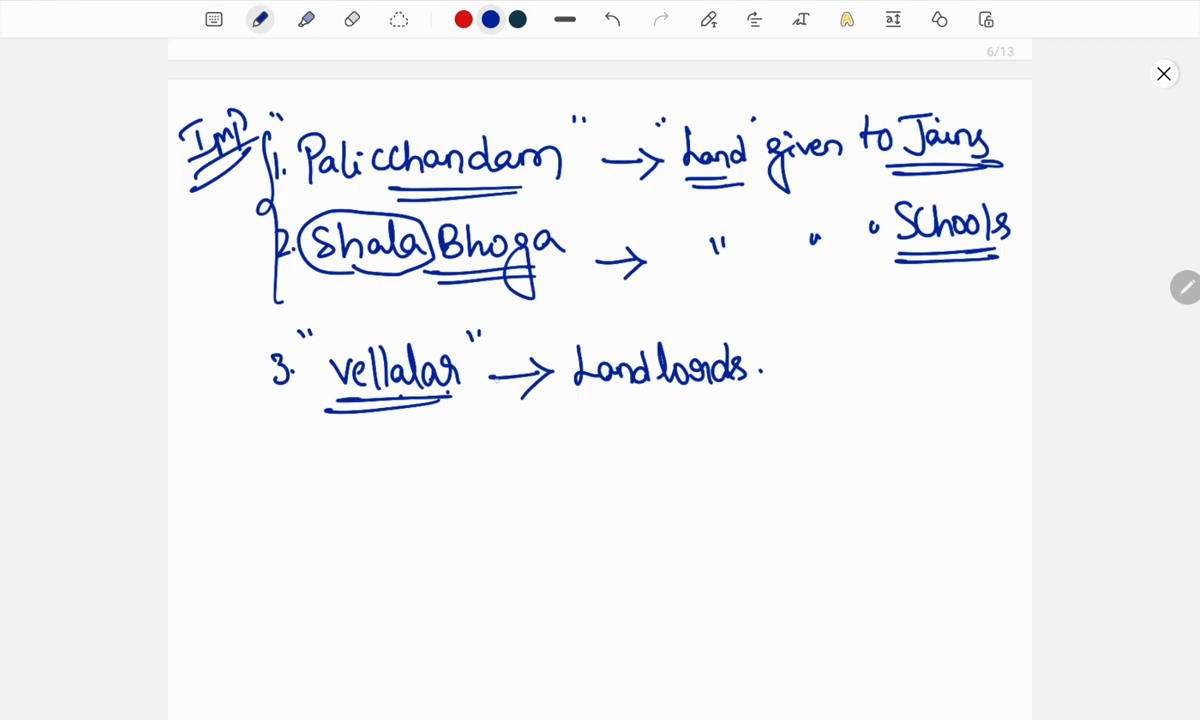 6/13
Imp 1. "Palicchandam" → "Land" given to Jains
2. Shala Bhoga → " " " Schools
3. "vellalar" → Landlords.